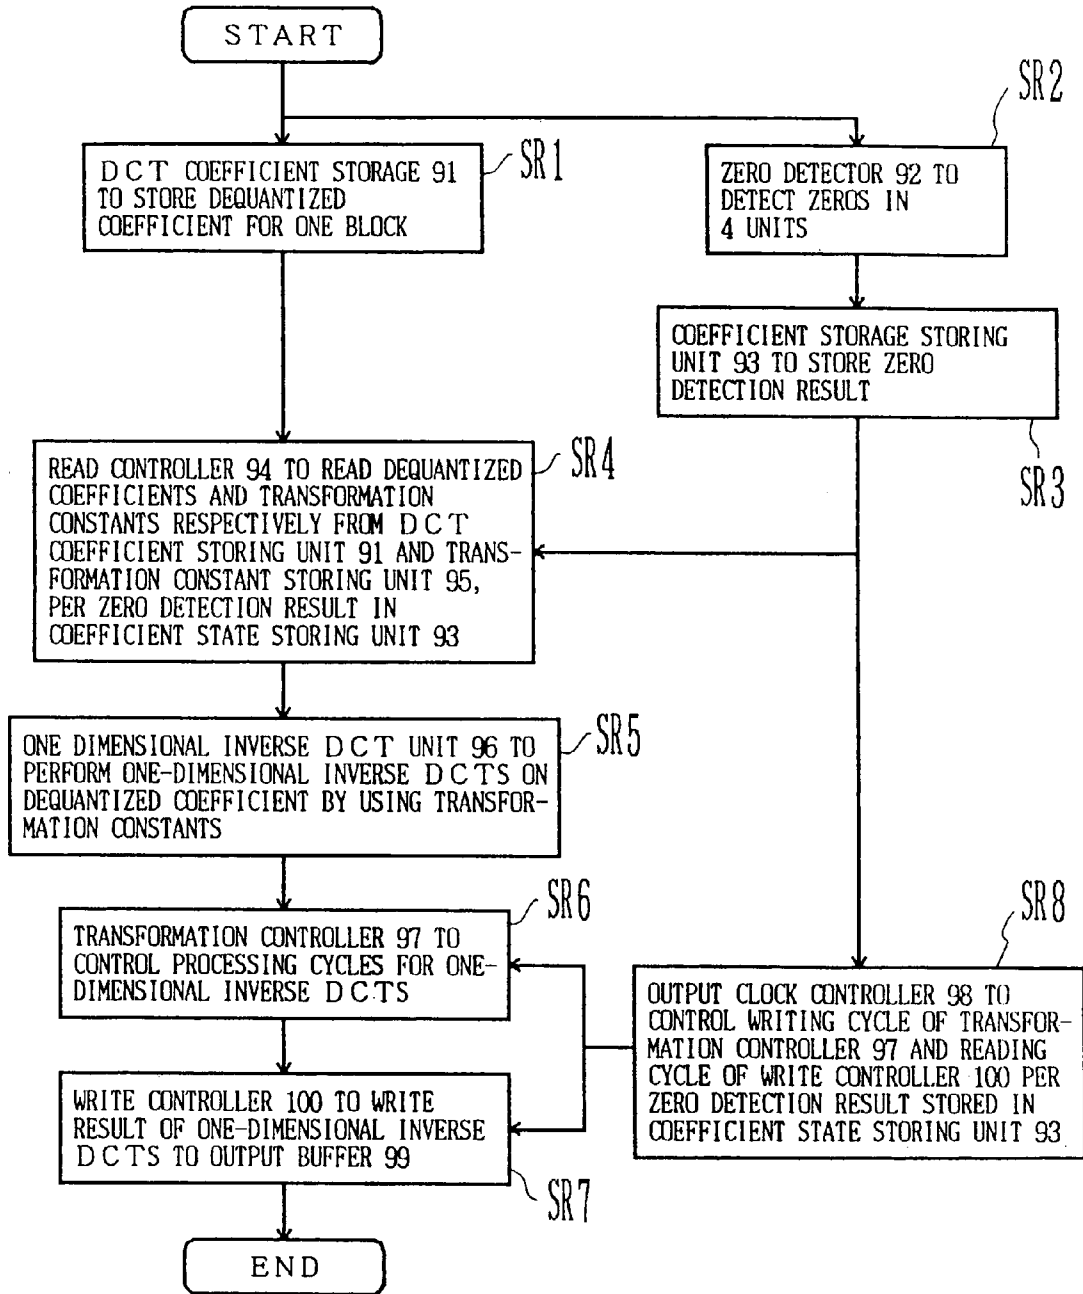 START
SR2
DCT COEFFICIENT STORAGE 91
TO STORE DEQUANTIZED
COEFFICIENT FOR ONE BLOCK
SR1
ZERO DETECTOR 92 TO
DETECT ZEROS IN
4 UNITS
COEFFICIENT STORAGE STORING
UNIT 93 TO STORE ZERO
DETECTION RESULT
SR3
READ CONTROLLER 94 TO READ DEQUANTIZED
COEFFICIENTS AND TRANSFORMATION
CONSTANTS RESPECTIVELY FROM DCT
COEFFICIENT STORING UNIT 91 AND TRANS-
FORMATION CONSTANT STORING UNIT 95,
PER ZERO DETECTION RESULT IN
COEFFICIENT STATE STORING UNIT 93
SR4
ONE DIMENSIONAL INVERSE DCT UNIT 96 TO
PERFORM ONE-DIMENSIONAL INVERSE DCTS ON
DEQUANTIZED COEFFICIENT BY USING TRANSFOR-
MATION CONSTANTS
SR5
SR6
TRANSFORMATION CONTROLLER 97 TO
CONTROL PROCESSING CYCLES FOR ONE-
DIMENSIONAL INVERSE DCTS
SR8
OUTPUT CLOCK CONTROLLER 98 TO
CONTROL WRITING CYCLE OF TRANSFOR-
MATION CONTROLLER 97 AND READING
CYCLE OF WRITE CONTROLLER 100 PER
ZERO DETECTION RESULT STORED IN
COEFFICIENT STATE STORING UNIT 93
WRITE CONTROLLER 100 TO WRITE
RESULT OF ONE-DIMENSIONAL INVERSE
DCTS TO OUTPUT BUFFER 99
SR7
END